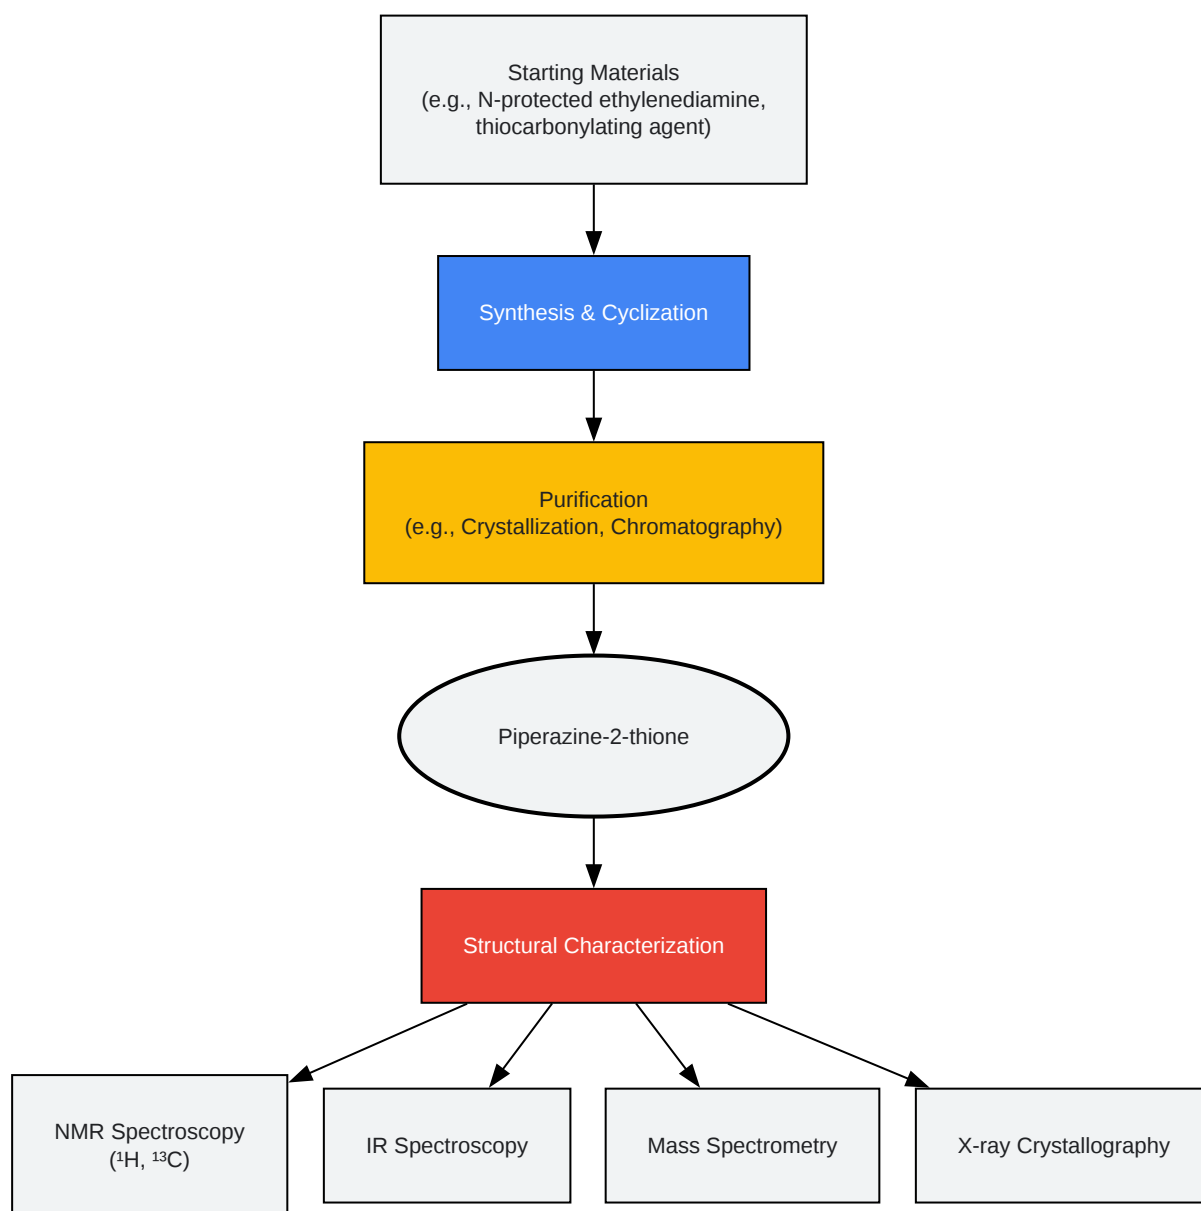 Starting Materials
(e.g., N-protected ethylenediamine,
thiocarbonylating agent)
Synthesis & Cyclization
Purification
(e.g., Crystallization, Chromatography)
Piperazine-2-thione
Structural Characterization
NMR Spectroscopy
(¹H, ¹³C)
IR Spectroscopy
Mass Spectrometry
X-ray Crystallography